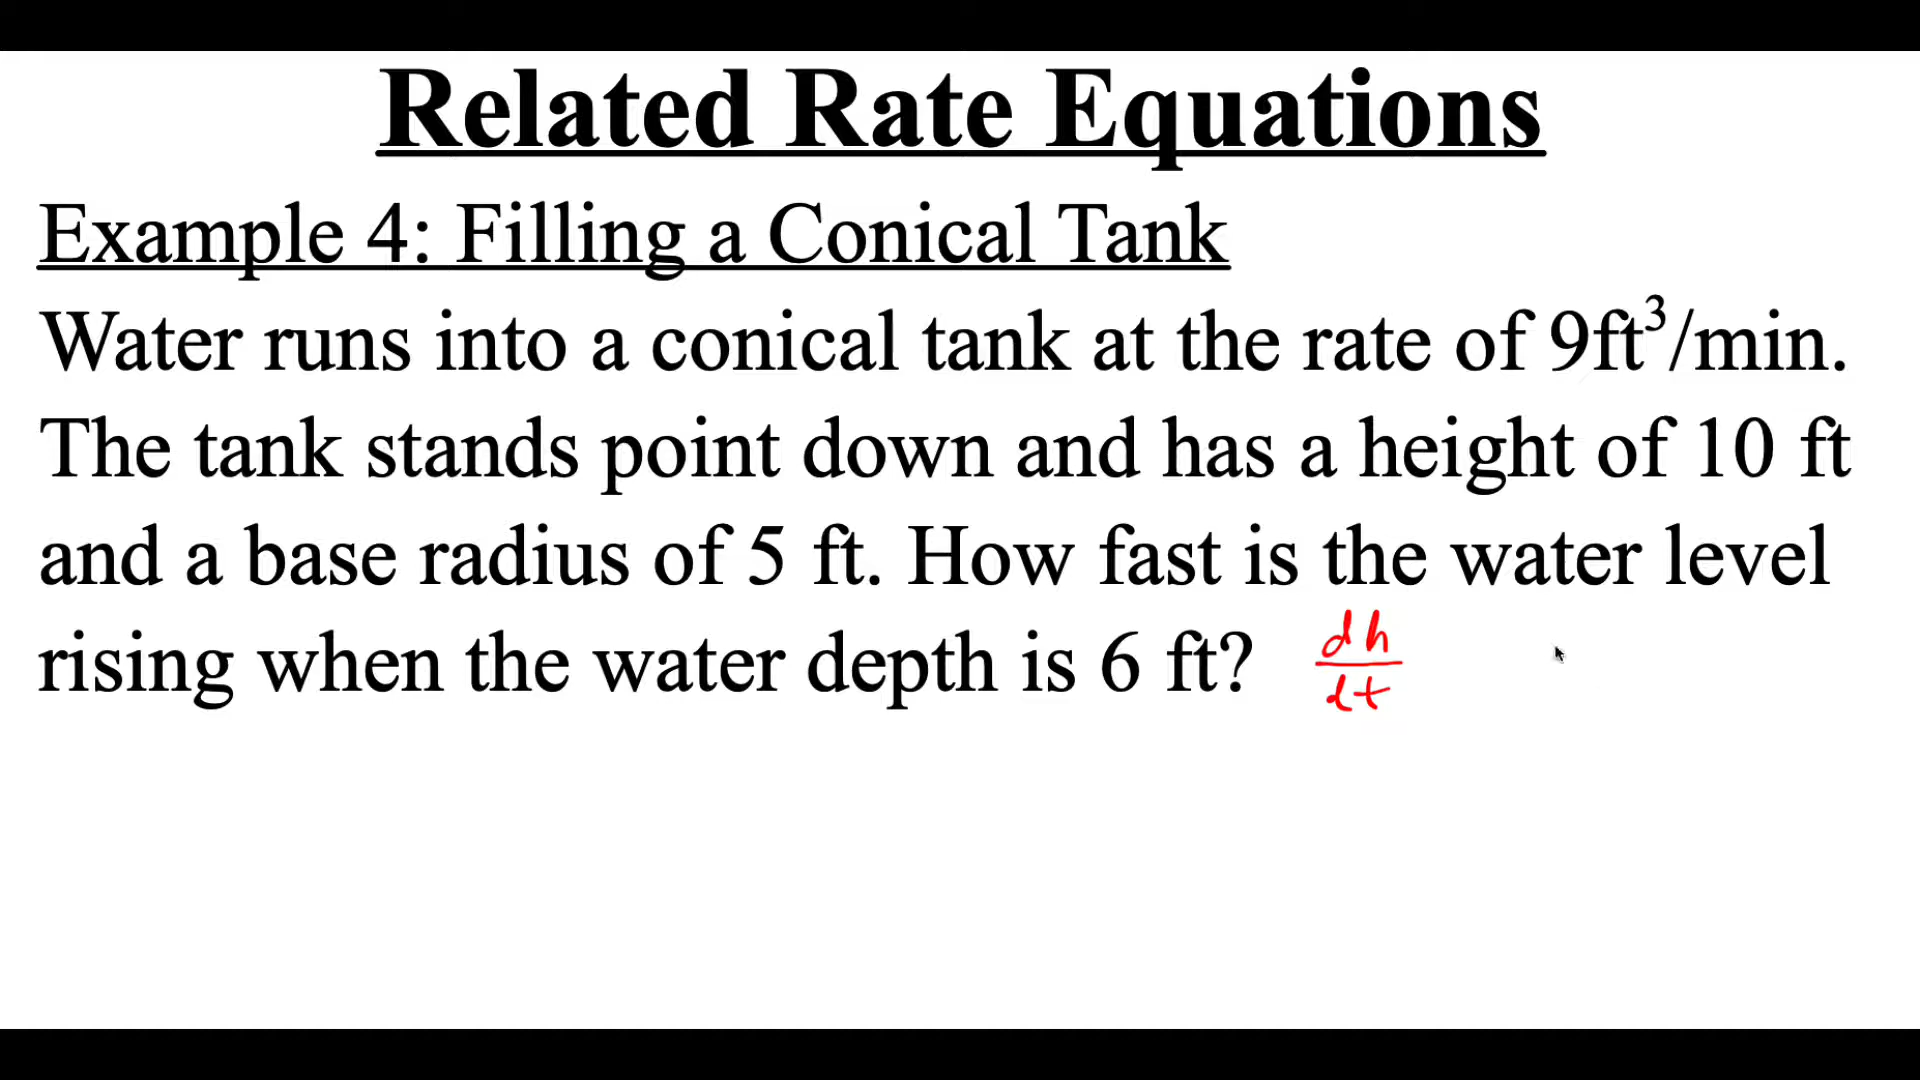 Related Rate Equations
Example 4: Filling a Conical Tank
Water runs into a conical tank at the rate of 9ft³/min.
The tank stands point down and has a height of 10 ft
and a base radius of 5 ft. How fast is the water level
rising when the water depth is 6 ft? dh/dt